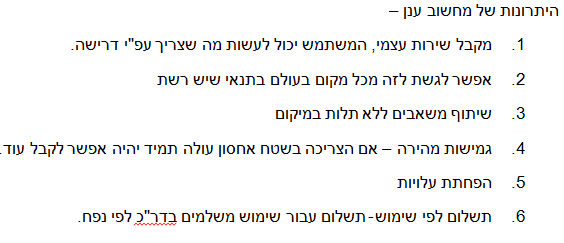 היתרונות של מחשוב ענן –
1. מקבל שירות עצמי, המשתמש יכול לעשות מה שצריך עפ"י דרישה.
2. אפשר לגשת לזה מכל מקום בעולם בתנאי שיש רשת
3. שיתוף משאבים ללא תלות במיקום
4. גמישות מהירה – אם הצריכה בשטח אחסון עולה תמיד יהיה אפשר לקבל עוד.
5. הפחתת עלויות
6. תשלום לפי שימוש- תשלום עבור שימוש משלמים בדר"כ לפי נפח.